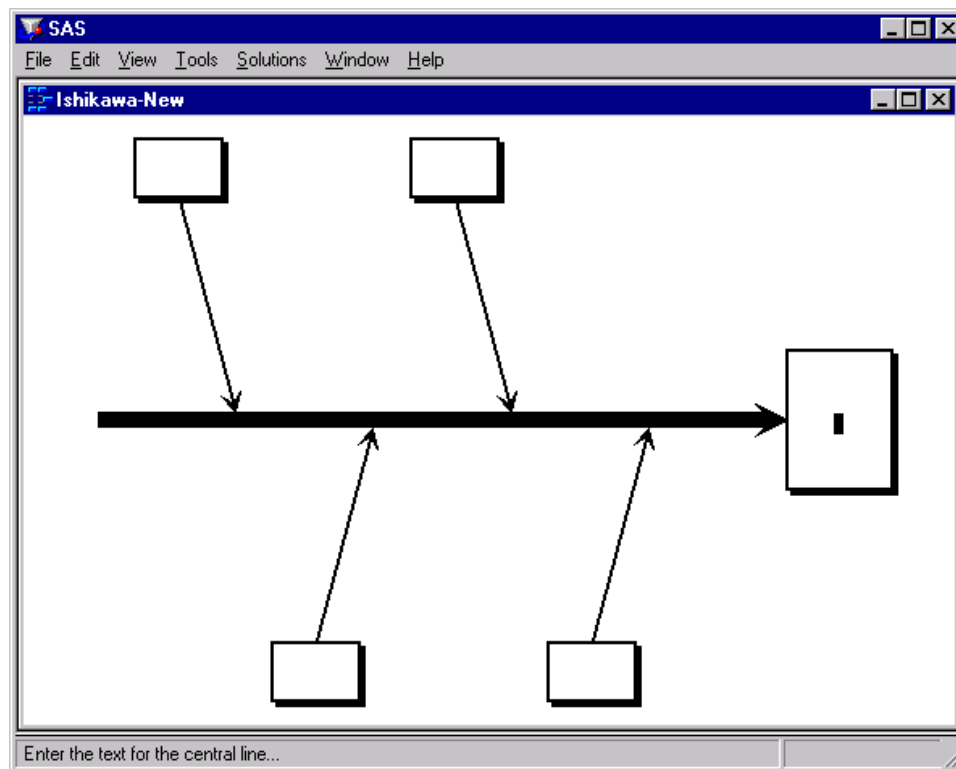 SAS
File Edit View Tools Solutions Window Help
Ishikawa-New
Enter the text for the central line...